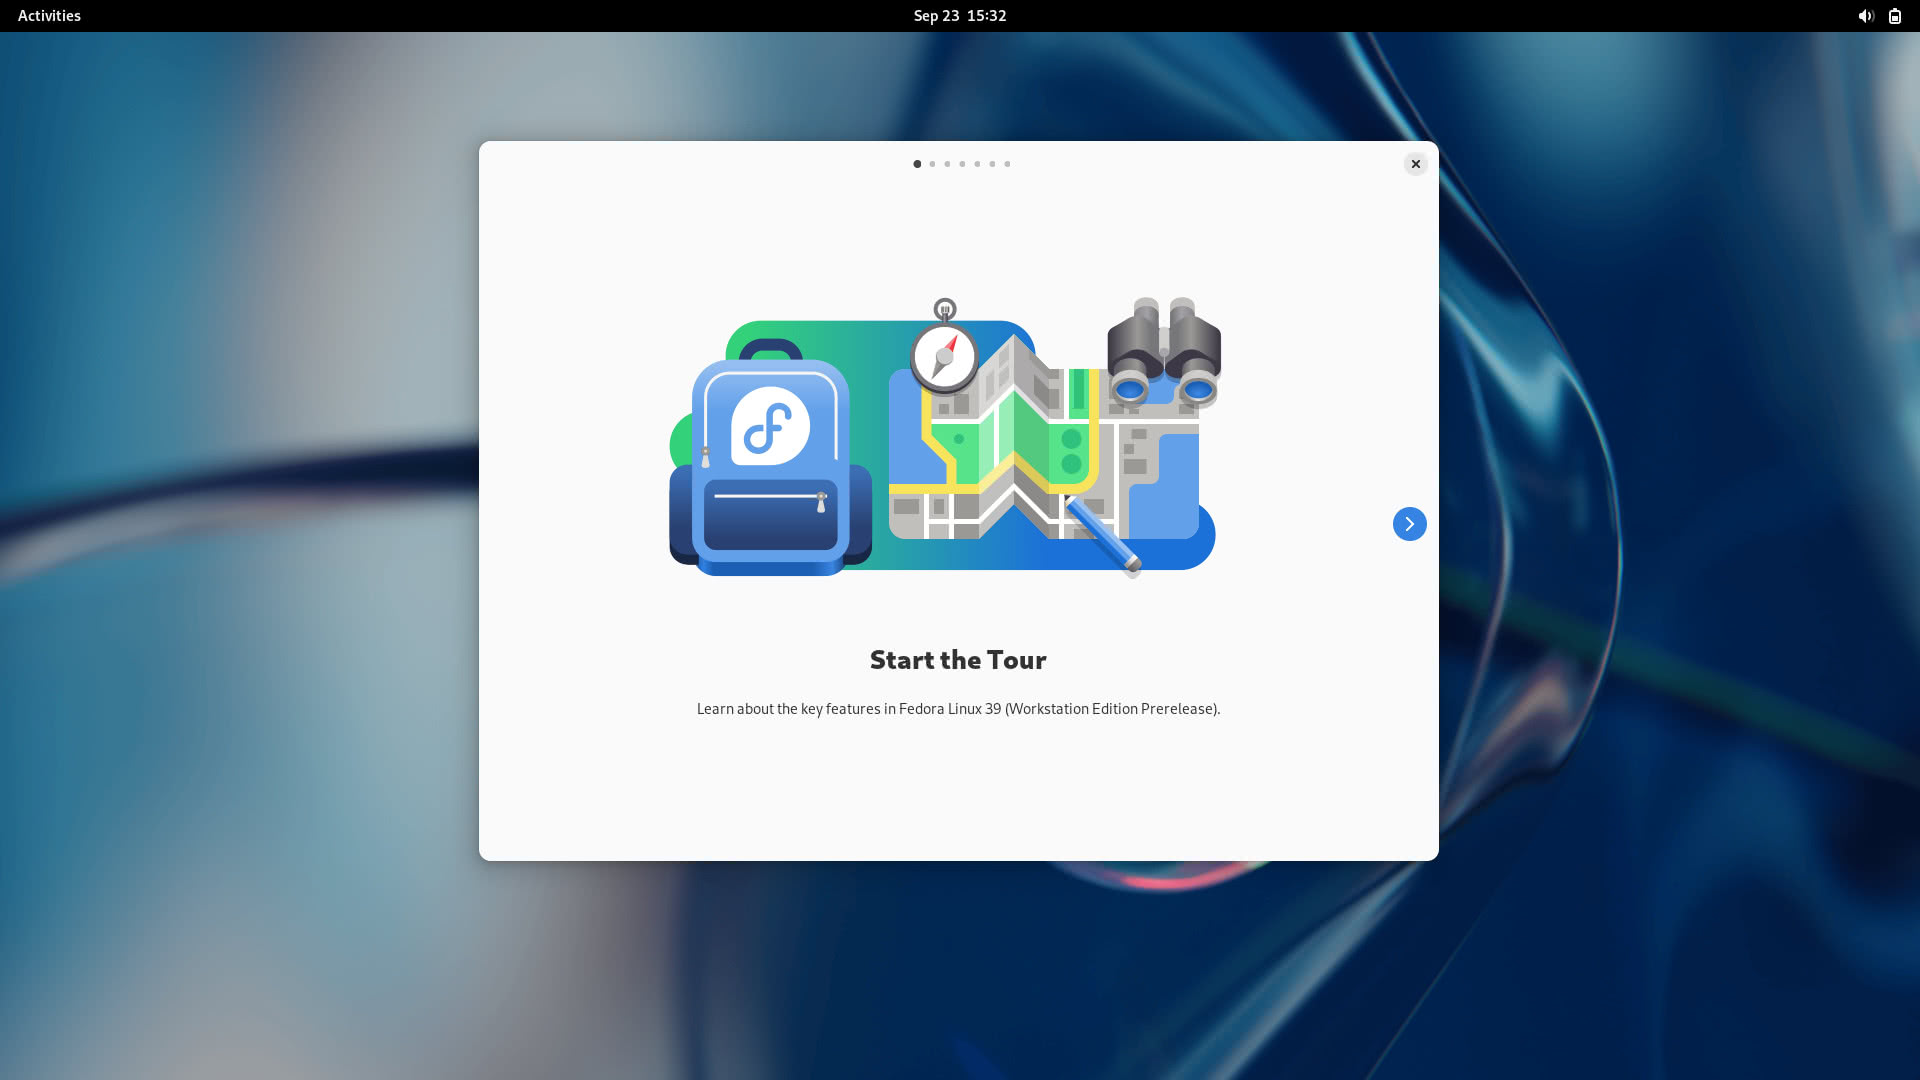 Activities
Sep 23 15:32
Start the Tour
Learn about the key features in Fedora Linux 39 (Workstation Edition Prerelease).